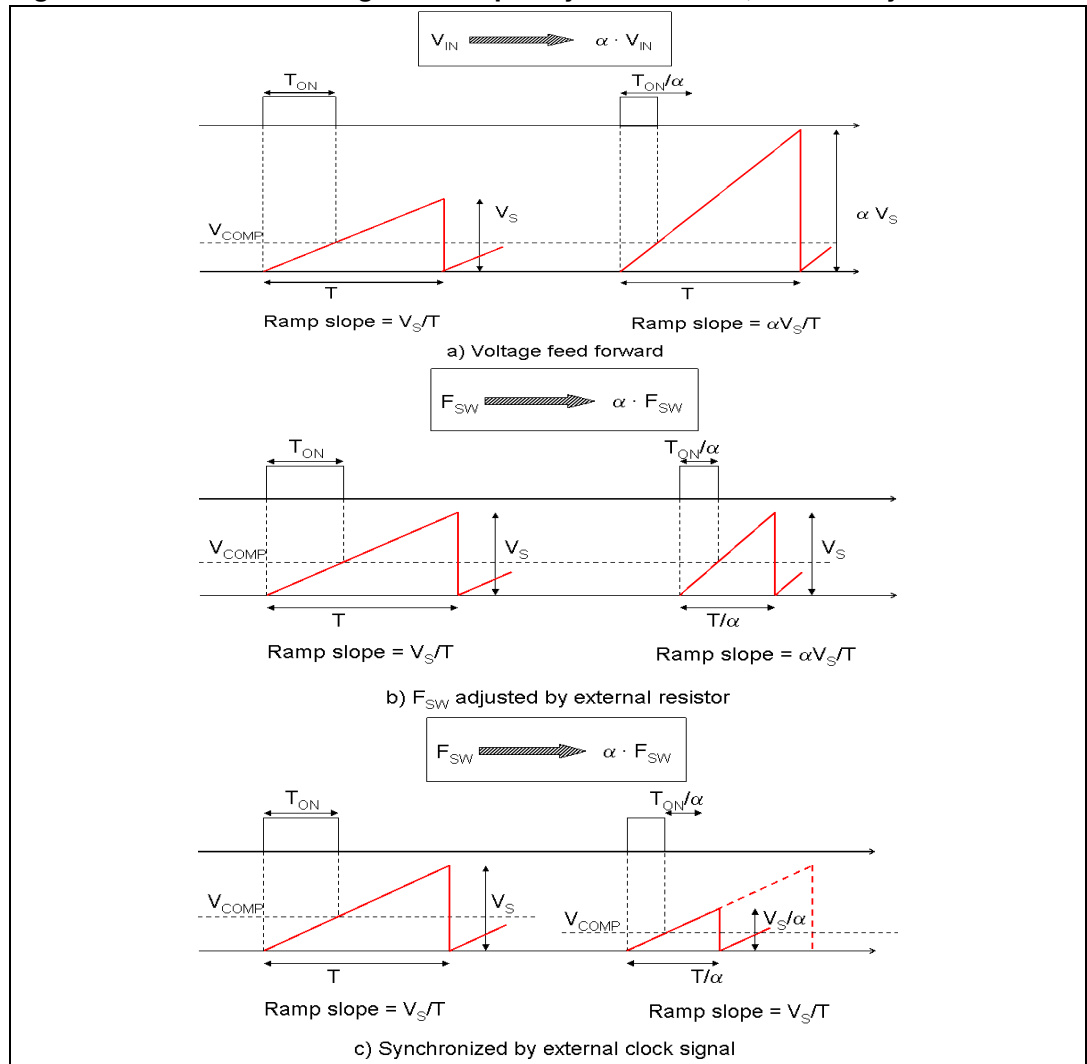 V_IN α · V_IN
T_ON T_ON/α
V_COMP V_S α V_S
T T
Ramp slope = V_S/T Ramp slope = αV_S/T
a) Voltage feed forward
F_SW α · F_SW
T_ON T_ON/α
V_COMP V_S V_S
T T/α
Ramp slope = V_S/T Ramp slope = αV_S/T
b) F_SW adjusted by external resistor
F_SW α · F_SW
T_ON T_ON/α
V_COMP V_S V_COMP V_S/α
T T/α
Ramp slope = V_S/T Ramp slope = V_S/T
c) Synchronized by external clock signal